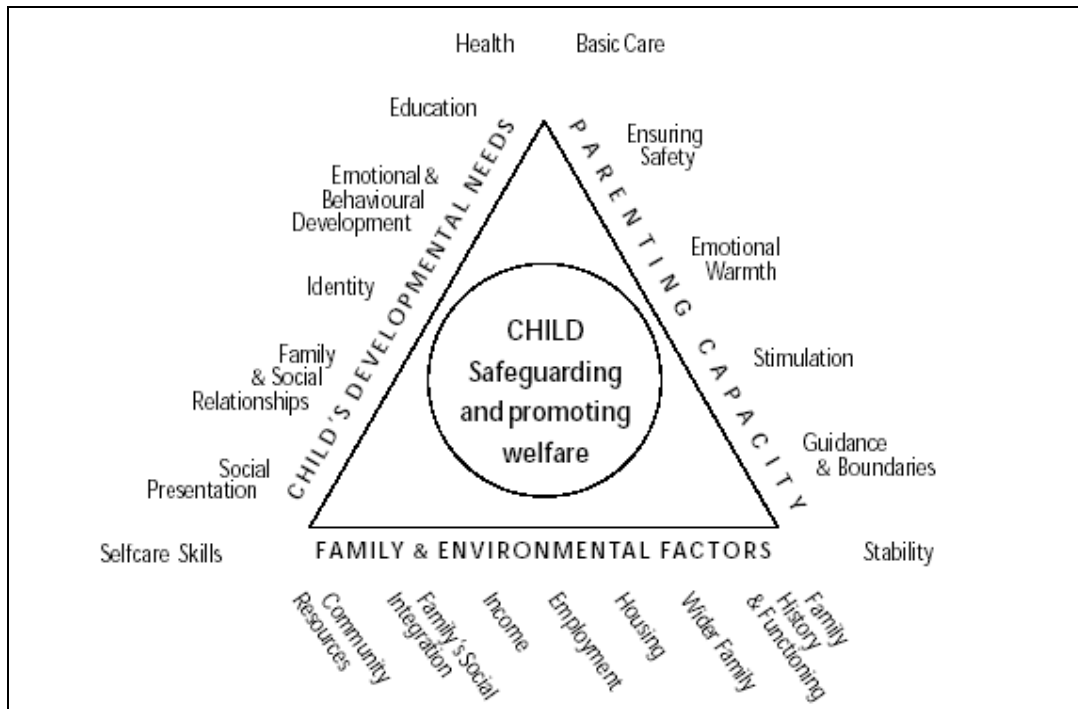 Health
Basic Care
Education
Ensuring
Safety
Emotional &
Behavioural
Development
Emotional
Warmth
Identity
Stimulation
Family
& Social
Relationships
Guidance
& Boundaries
Social
Presentation
Selfcare Skills
Stability
CHILD'S DEVELOPMENTAL NEEDS
PARENTING CAPACITY
CHILD
Safeguarding
and promoting
welfare
FAMILY & ENVIRONMENTAL FACTORS
Community
Resources
Family's Social
Integration
Income
Employment
Housing
Wider Family
Family
History
& Functioning